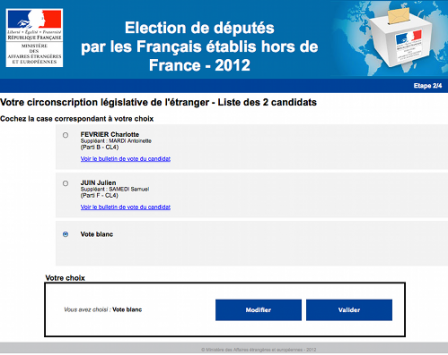 Liberté • Égalité • Fraternité
RÉPUBLIQUE FRANÇAISE
MINISTÈRE
DES
AFFAIRES ÉTRANGÈRES
ET EUROPÉENNES
Election de députés
par les Français établis hors de
France - 2012
Etape 2/4
Votre circonscription législative de l'étranger - Liste des 2 candidats
Cochez la case correspondant à votre choix
FEVRIER Charlotte
Suppléant : MARDI Antoinette
(Parti B - CL4)
Voir le bulletin de vote du candidat
JUIN Julien
Suppléant : SAMEDI Samuel
(Parti F - CL4)
Voir le bulletin de vote du candidat
Vote blanc
Votre choix
Vous avez choisi : Vote blanc
Modifier
Valider
© Ministère des Affaires étrangères et européennes - 2012